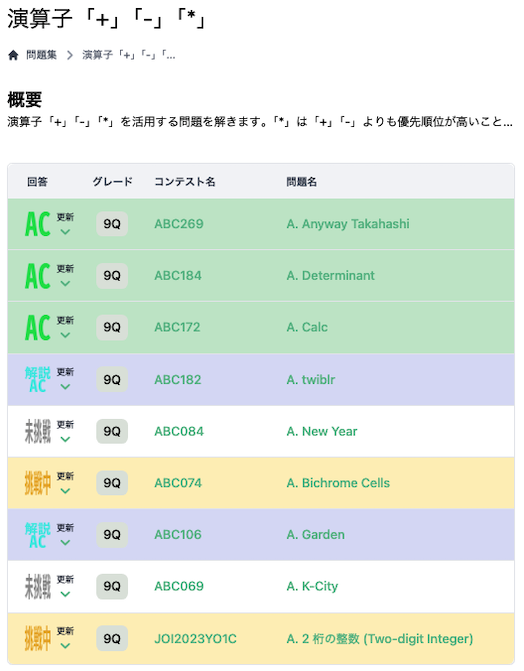 演算子「+」「-」「*」
問題集 > 演算子「+」「-」「'...
概要
演算子「+」「-」「*」を活用する問題を解きます。「*」は「+」「-」よりも優先順位が高いこと...
回答 グレード コンテスト名 問題名
AC 更新 9Q ABC269 A. Anyway Takahashi
AC 更新 9Q ABC184 A. Determinant
AC 更新 9Q ABC172 A. Calc
解説AC 更新 9Q ABC182 A. twiblr
未挑戦 更新 9Q ABC084 A. New Year
挑戦中 更新 9Q ABC074 A. Bichrome Cells
解説AC 更新 9Q ABC106 A. Garden
未挑戦 更新 9Q ABC069 A. K-City
挑戦中 更新 9Q JOI2023YO1C A. 2 桁の整数 (Two-digit Integer)